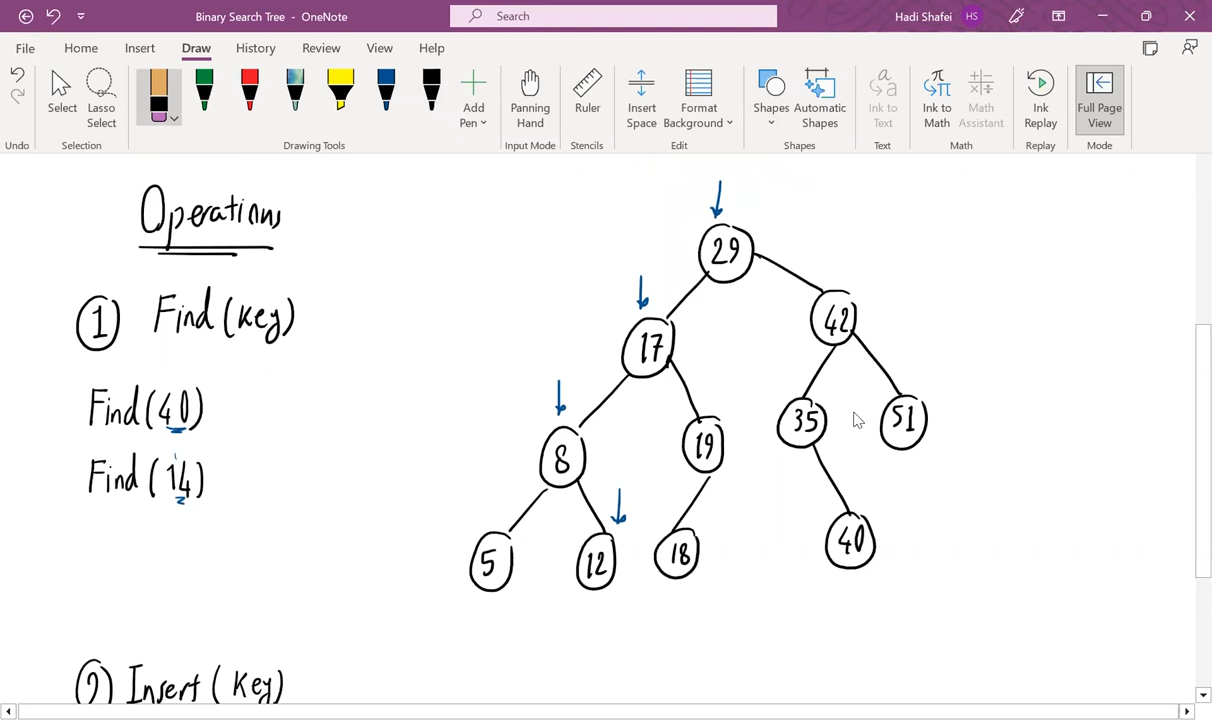 Binary Search Tree - OneNote
Search
Hadi Shafei HS
File Home Insert Draw History Review View Help
Select Lasso Select Add Pen Panning Hand Ruler Insert Space Format Background Shapes Automatic Shapes Ink to Text Ink to Math Math Assistant Ink Replay Full Page View
Undo Selection Drawing Tools Input Mode Stencils Edit Shapes Text Math Replay Mode
Operations
29
1 Find (Key)
42
17
Find (40)
35 51
19
8
Find (14)
40
5 12 18
2 Insert (Key)